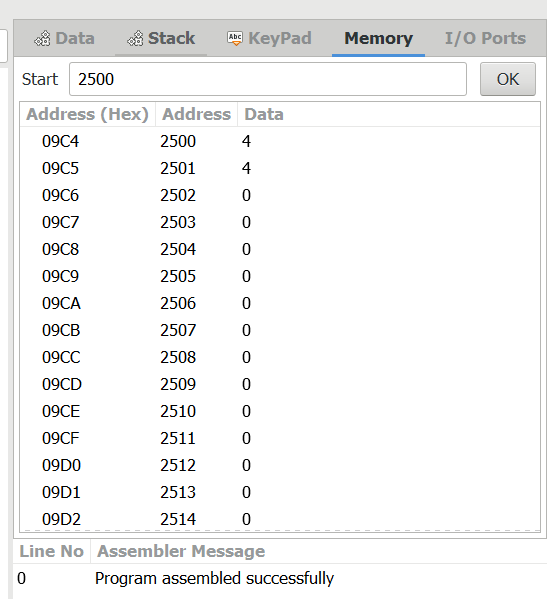 Data Stack Abc KeyPad Memory I/O Ports
Start 2500 OK
Address (Hex) Address Data
09C4 2500 4
09C5 2501 4
09C6 2502 0
09C7 2503 0
09C8 2504 0
09C9 2505 0
09CA 2506 0
09CB 2507 0
09CC 2508 0
09CD 2509 0
09CE 2510 0
09CF 2511 0
09D0 2512 0
09D1 2513 0
09D2 2514 0
Line No Assembler Message
0 Program assembled successfully